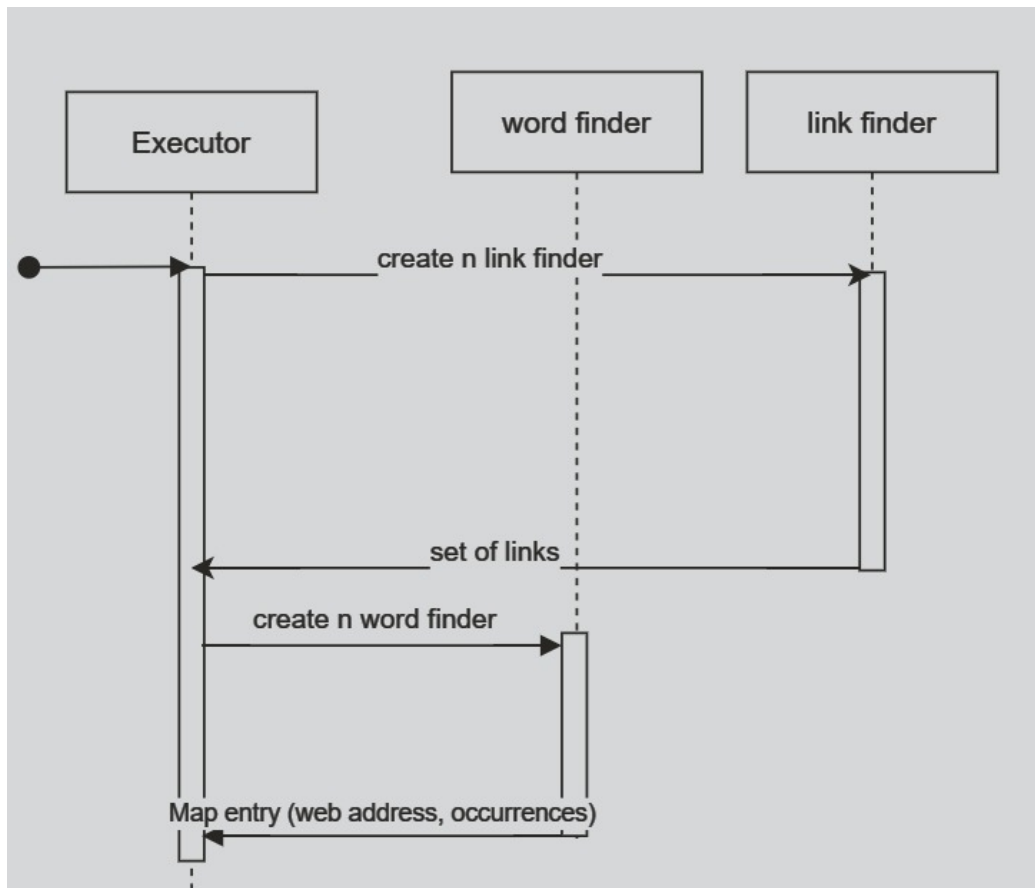 Executor
word finder
link finder
create n link finder
set of links
create n word finder
Map entry (web address, occurrences)